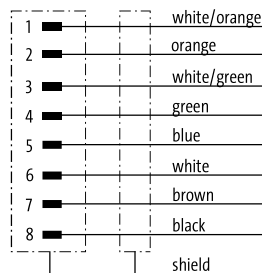 1 white/orange
2 orange
3 white/green
4 green
5 blue
6 white
7 brown
8 black
shield